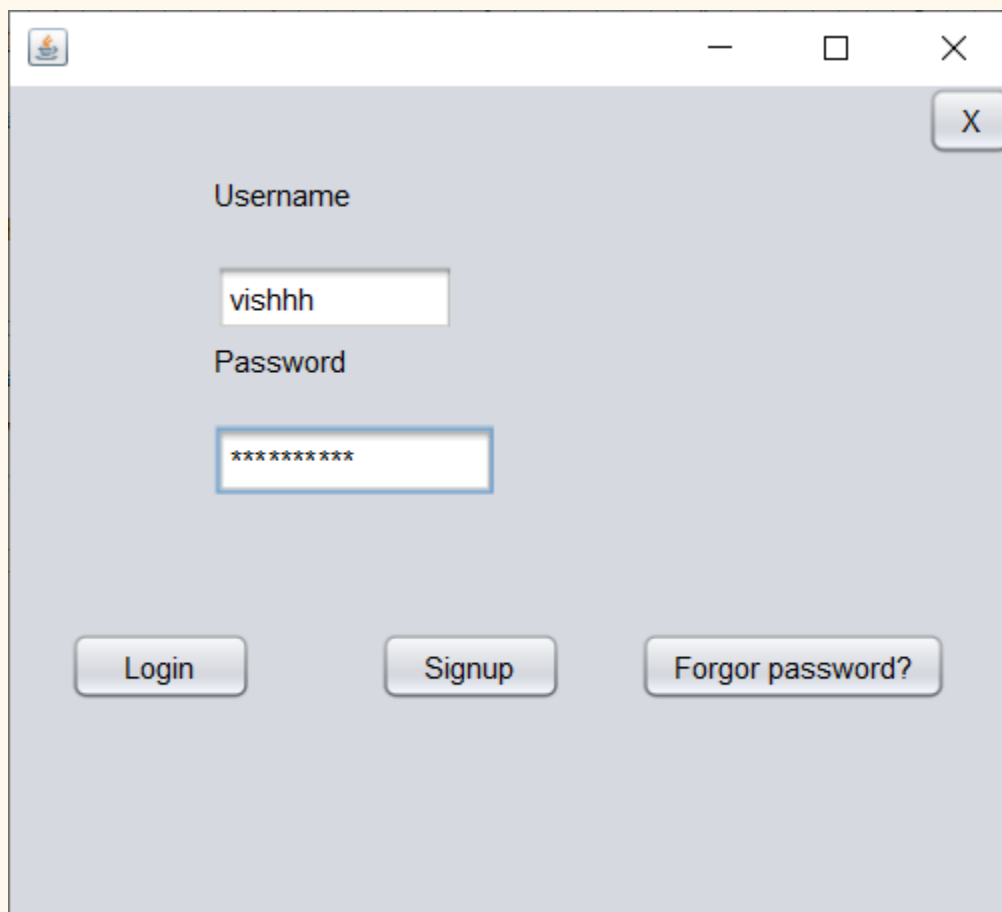 X
Username
vishhh
Password
**********
Login Signup Forgor password?